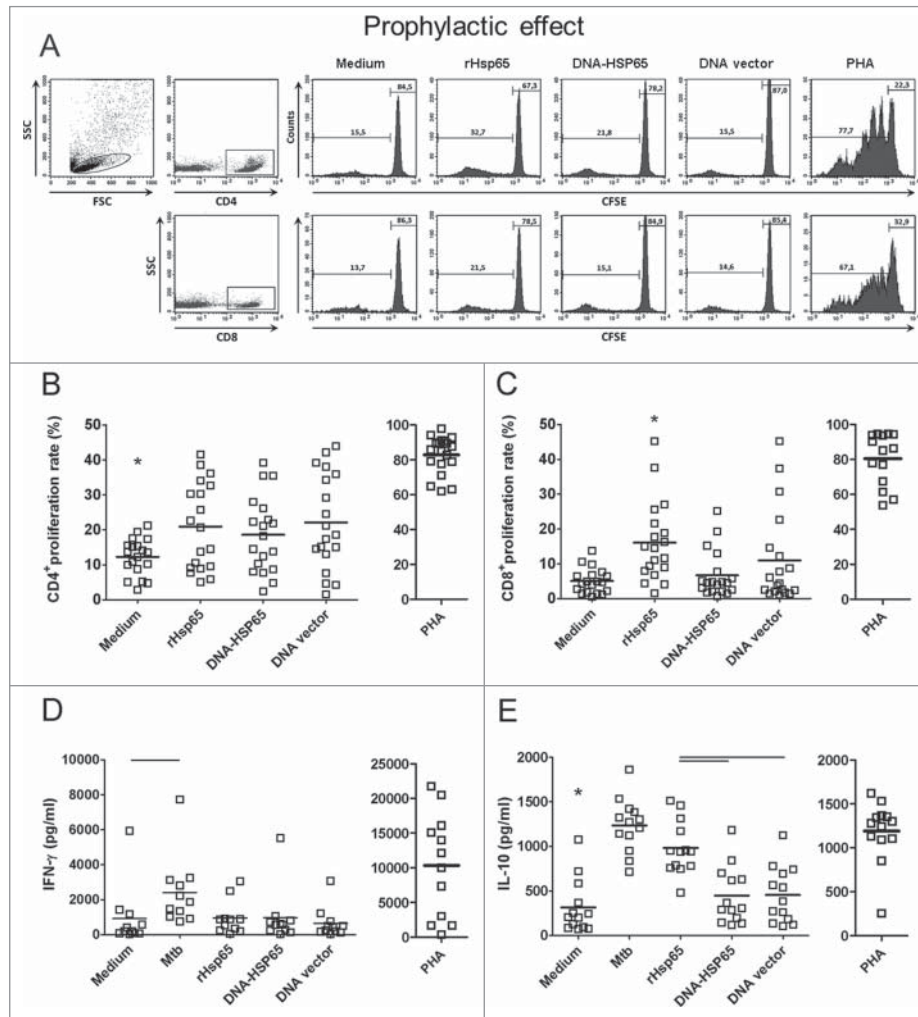 Prophylactic effect
A
Medium rHsp65 DNA-HSP65 DNA vector PHA
SSC
FSC
CD4
Counts
84,5
15,5
67,3
32,7
79,2
21,8
87,0
15,5
22,3
77,7
CFSE
SSC
CD8
86,3
13,7
78,5
21,5
84,9
15,1
85,4
14,6
32,9
67,1
CFSE
B
CD4+proliferation rate (%)
50
40
30
20
10
0
*
Medium rHsp65 DNA-HSP65 DNA vector
100
80
60
40
20
0
PHA
C
CD8+proliferation rate (%)
50
40
30
20
10
0
*
Medium rHsp65 DNA-HSP65 DNA vector
100
80
60
40
20
0
PHA
D
IFN-γ (pg/ml)
10000
8000
6000
4000
2000
0
Medium Mtb rHsp65 DNA-HSP65 DNA vector
25000
20000
15000
10000
5000
0
PHA
E
IL-10 (pg/ml)
2000
1500
1000
500
0
*
Medium Mtb rHsp65 DNA-HSP65 DNA vector
2000
1500
1000
500
0
PHA